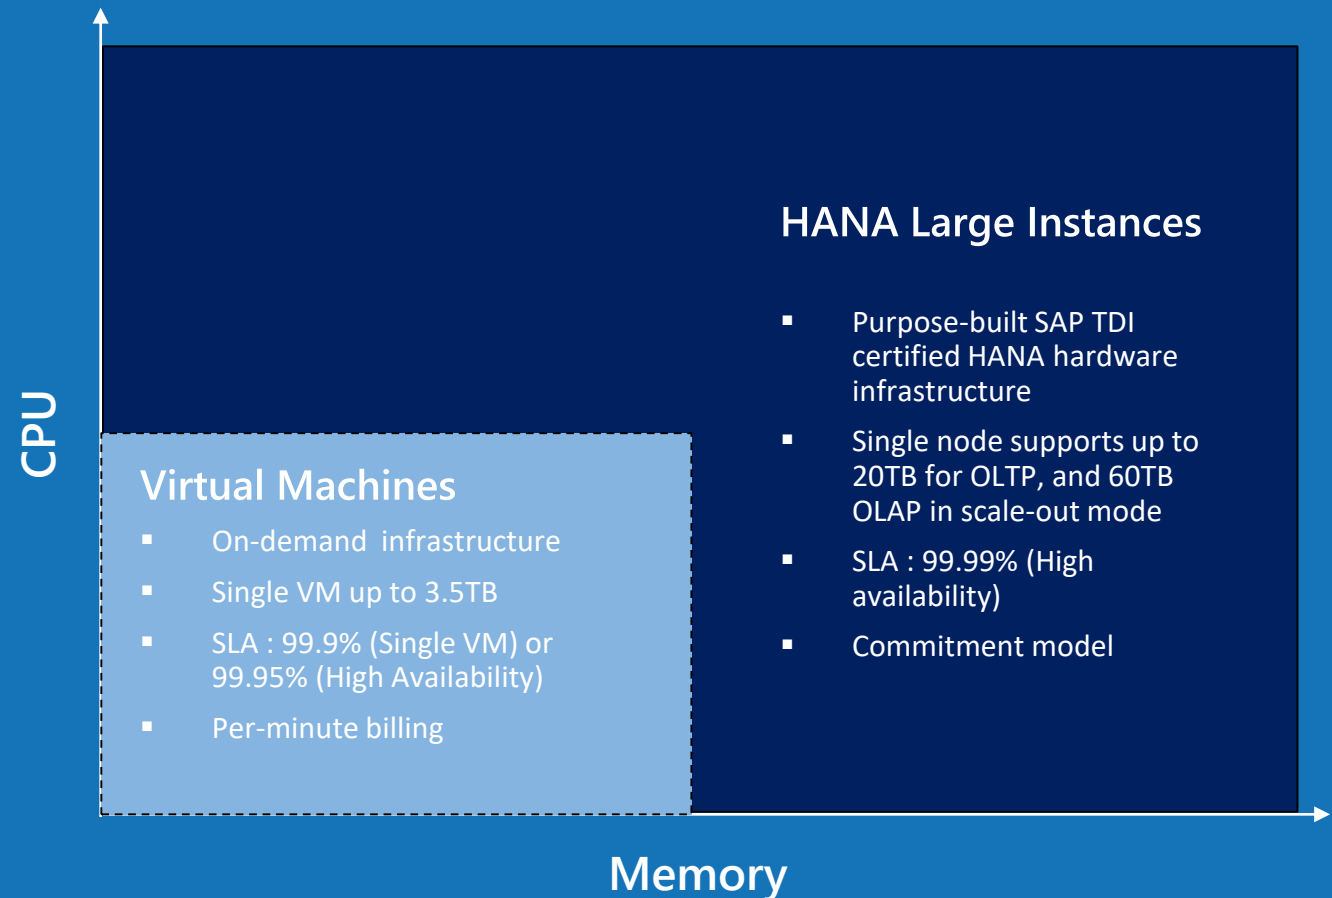 CPU
Virtual Machines
▪ On-demand infrastructure
▪ Single VM up to 3.5TB
▪ SLA : 99.9% (Single VM) or
99.95% (High Availability)
▪ Per-minute billing
HANA Large Instances
▪ Purpose-built SAP TDI
certified HANA hardware
infrastructure
▪ Single node supports up to
20TB for OLTP, and 60TB
OLAP in scale-out mode
▪ SLA : 99.99% (High
availability)
▪ Commitment model
Memory